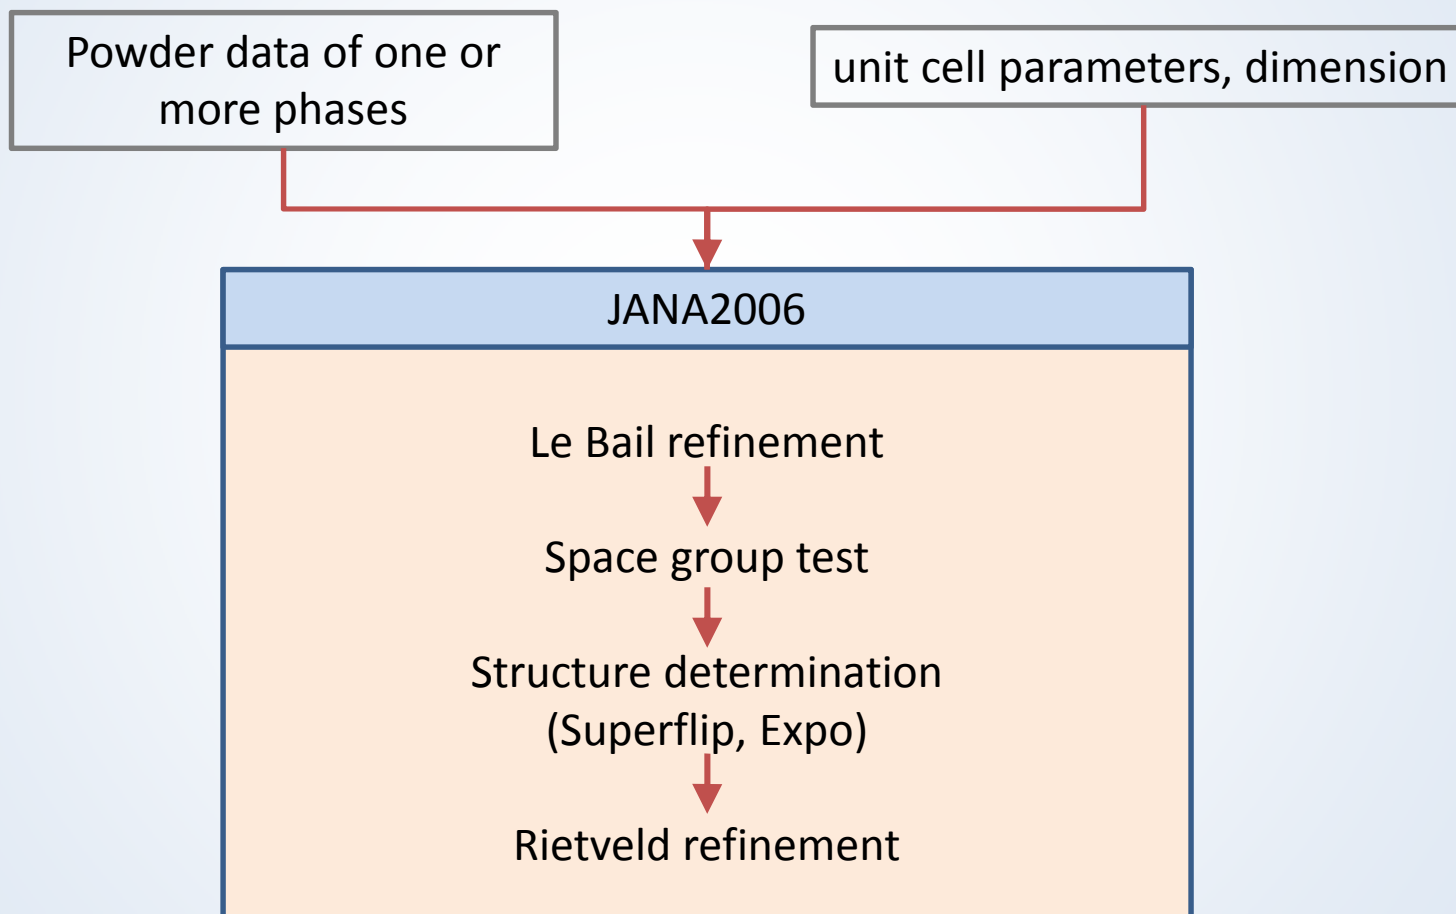 Powder data of one or
more phases
unit cell parameters, dimension
JANA2006
Le Bail refinement
Space group test
Structure determination
(Superflip, Expo)
Rietveld refinement